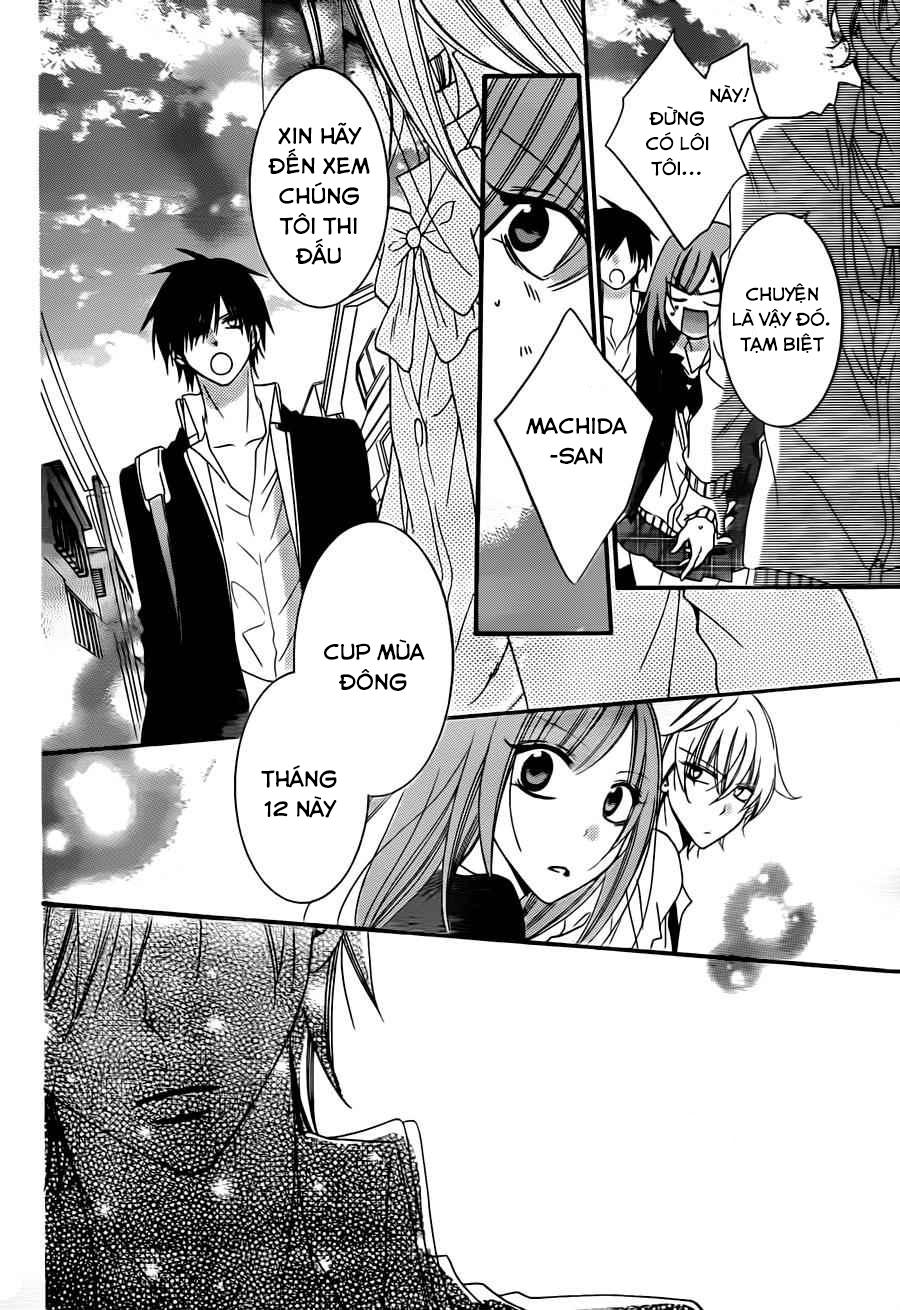 NÀY!
ĐỪNG
CÓ LÔI
TÔI...
CHUYỆN
LÀ VẬY ĐÓ.
TẠM BIỆT
MACHIDA
-SAN
XIN HÃY
ĐẾN XEM
CHÚNG
TÔI THI
ĐẤU
CUP MÙA
ĐÔNG
THÁNG
12 NÀY